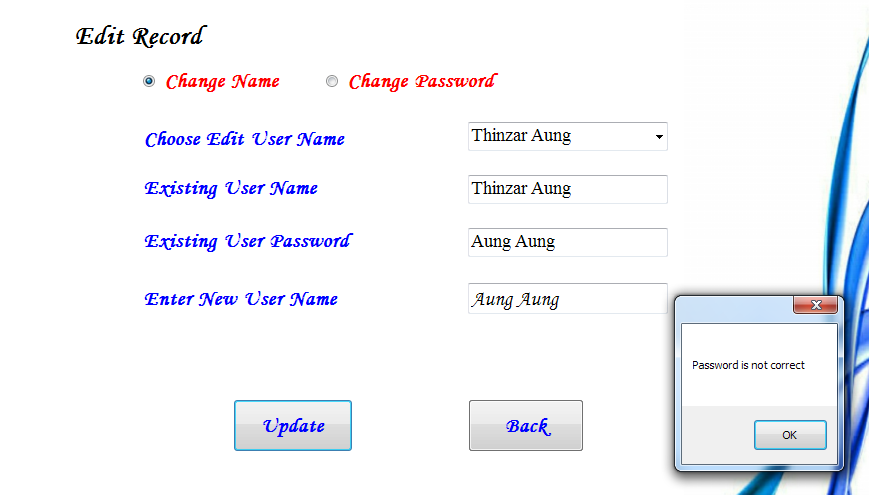 Edit Record
Change Name Change Password
Choose Edit User Name Thinzar Aung
Existing User Name Thinzar Aung
Existing User Password Aung Aung
Enter New User Name Aung Aung
Password is not correct
OK
Update Back